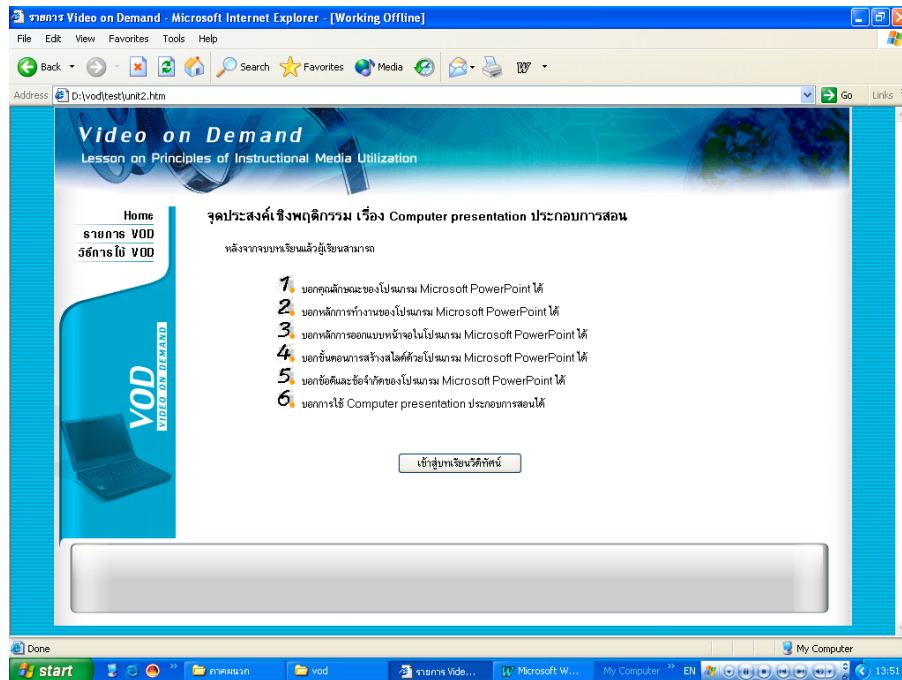 รายการ Video on Demand - Microsoft Internet Explorer - [Working Offline]
File Edit View Favorites Tools Help
Back Search Favorites Media
Address D:\vod\test\unit2.htm Go Links
Video on Demand
Lesson on Principles of Instructional Media Utilization
Home
รายการ VOD
วิธีการใช้ VOD
จุดประสงค์เชิงพฤติกรรม เรื่อง Computer presentation ประกอบการสอน
หลังจากจบบทเรียนแล้วผู้เรียนสามารถ
1. บอกคุณลักษณะของโปรแกรม Microsoft PowerPoint ได้
2. บอกหลักการทำงานของโปรแกรม Microsoft PowerPoint ได้
3. บอกหลักการออกแบบหน้าจอในโปรแกรม Microsoft PowerPoint ได้
4. บอกขั้นตอนการสร้างสไลด์ด้วยโปรแกรม Microsoft PowerPoint ได้
5. บอกข้อดีและข้อจำกัดของโปรแกรม Microsoft PowerPoint ได้
6. บอกการใช้ Computer presentation ประกอบการสอนได้
VOD
VIDEO ON DEMAND
เข้าสู่บทเรียนวีดิทัศน์
Done My Computer
start ภาคผนวก vod รายการ Vide... Microsoft W... My Computer EN 13:51